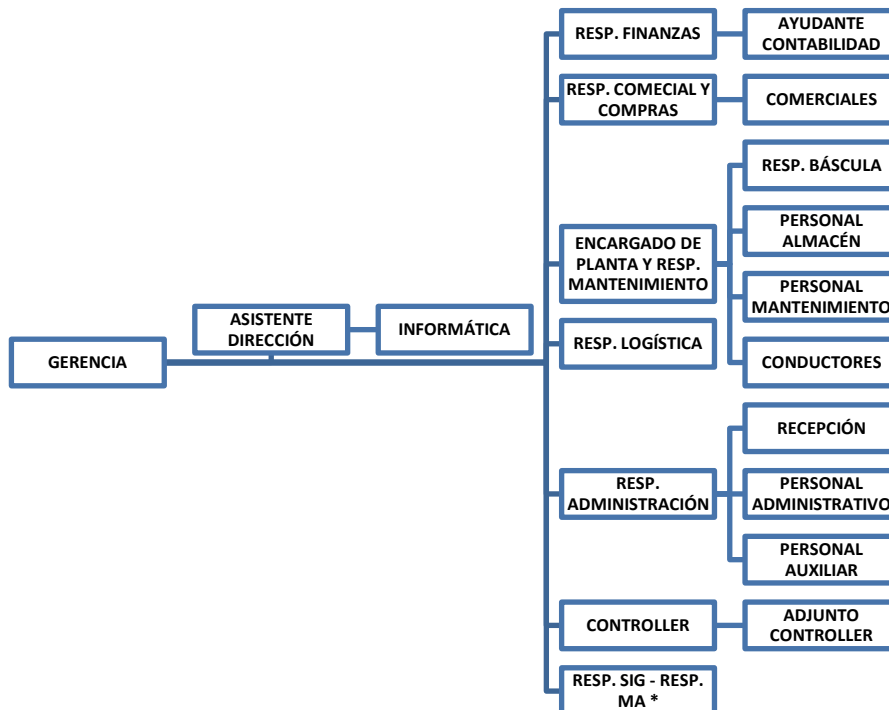 RESP. FINANZAS
AYUDANTE
CONTABILIDAD
RESP. COMECIAL Y
COMPRAS
COMERCIALES
RESP. BÁSCULA
PERSONAL
ALMACÉN
ENCARGADO DE
PLANTA Y RESP.
MANTENIMIENTO
PERSONAL
MANTENIMIENTO
ASISTENTE
DIRECCIÓN
INFORMÁTICA
RESP. LOGÍSTICA
GERENCIA
CONDUCTORES
RECEPCIÓN
RESP.
ADMINISTRACIÓN
PERSONAL
ADMINISTRATIVO
PERSONAL
AUXILIAR
CONTROLLER
ADJUNTO
CONTROLLER
RESP. SIG - RESP.
MA *